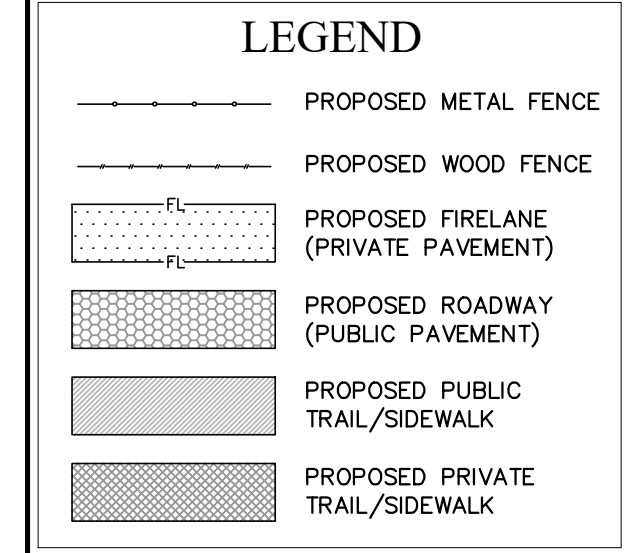 LEGEND
PROPOSED METAL FENCE
PROPOSED WOOD FENCE
FL
PROPOSED FIRELANE
(PRIVATE PAVEMENT)
FL
PROPOSED ROADWAY
(PUBLIC PAVEMENT)
PROPOSED PUBLIC
TRAIL/SIDEWALK
PROPOSED PRIVATE
TRAIL/SIDEWALK